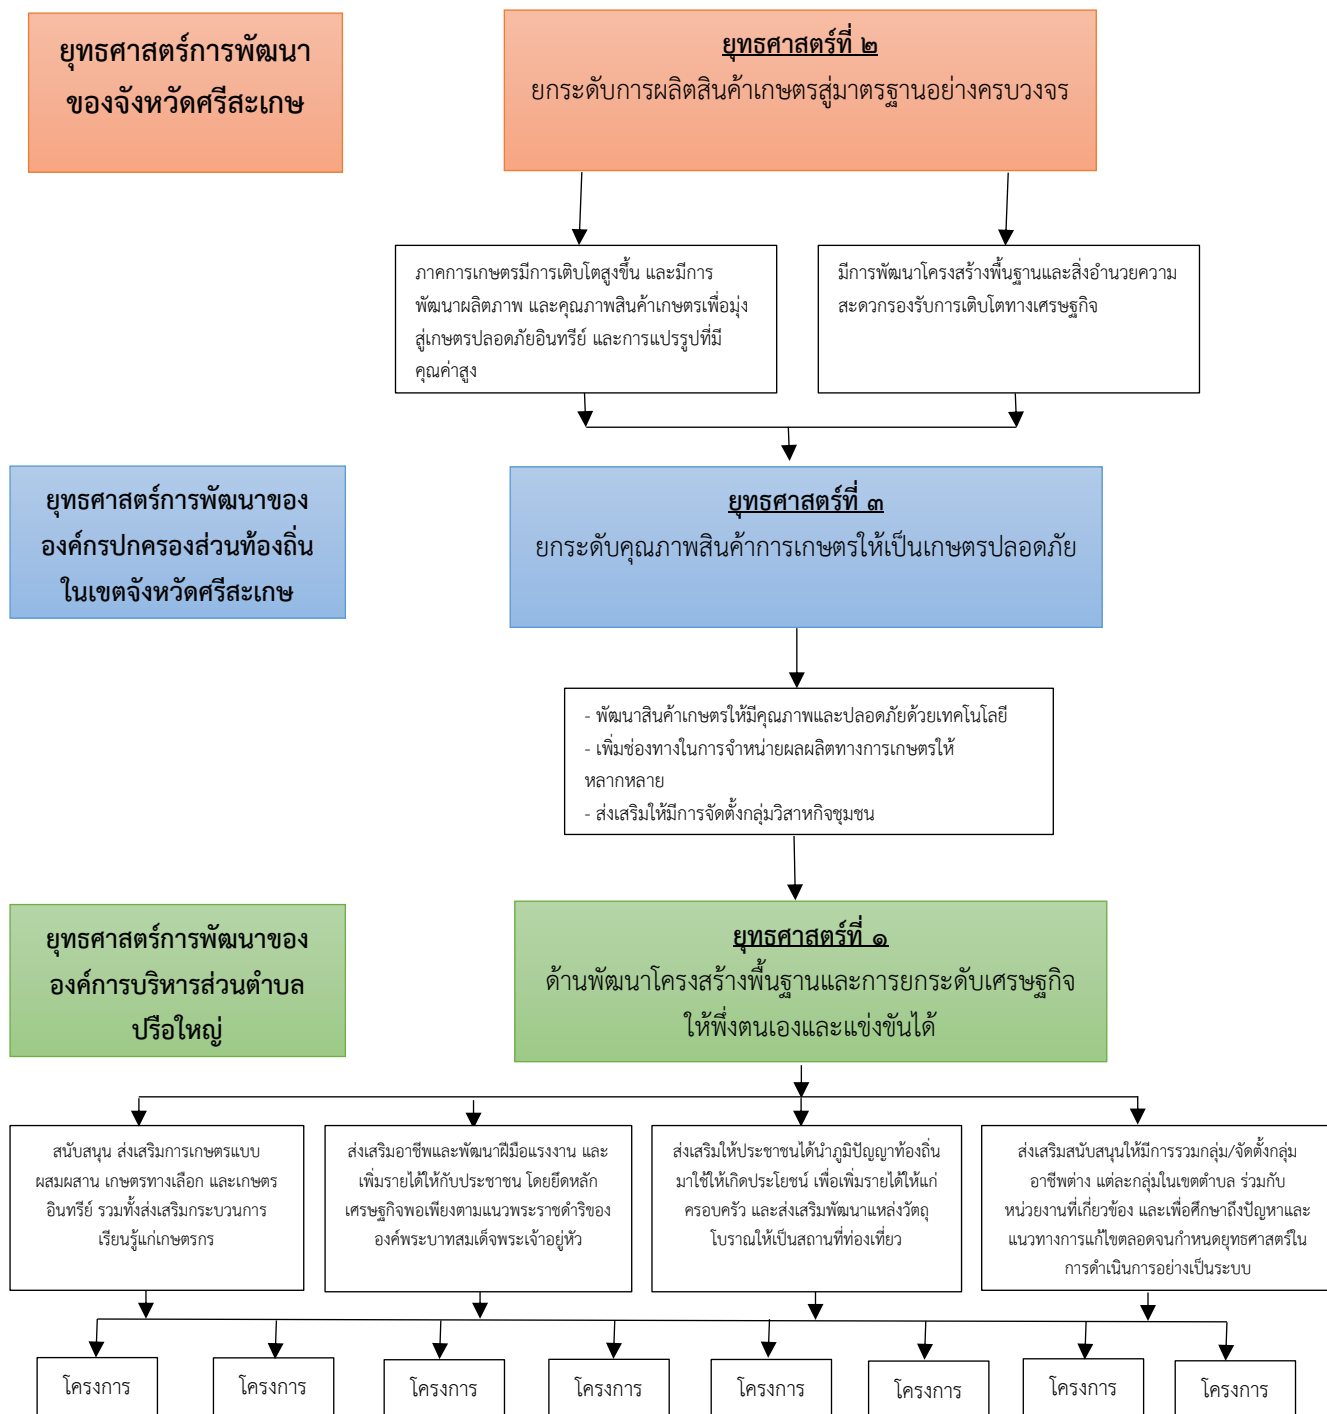 ยุทธศาสตร์การพัฒนา
ของจังหวัดศรีสะเกษ
ยุทธศาสตร์ที่ ๒
ยกระดับการผลิตสินค้าเกษตรสู่มาตรฐานอย่างครบวงจร
ภาคการเกษตรมีการเติบโตสูงขึ้น และมีการ
พัฒนาผลิตภาพ และคุณภาพสินค้าเกษตรเพื่อมุ่ง
สู่เกษตรปลอดภัยอินทรีย์ และการแปรรูปที่มี
คุณค่าสูง
มีการพัฒนาโครงสร้างพื้นฐานและสิ่งอำนวยความ
สะดวกรองรับการเติบโตทางเศรษฐกิจ
ยุทธศาสตร์การพัฒนาของ
องค์กรปกครองส่วนท้องถิ่น
ในเขตจังหวัดศรีสะเกษ
ยุทธศาสตร์ที่ ๓
ยกระดับคุณภาพสินค้าการเกษตรให้เป็นเกษตรปลอดภัย
- พัฒนาสินค้าเกษตรให้มีคุณภาพและปลอดภัยด้วยเทคโนโลยี
- เพิ่มช่องทางในการจำหน่ายผลผลิตทางการเกษตรให้
หลากหลาย
- ส่งเสริมให้มีการจัดตั้งกลุ่มวิสาหกิจชุมชน
ยุทธศาสตร์การพัฒนาของ
องค์การบริหารส่วนตำบล
ปรือใหญ่
ยุทธศาสตร์ที่ ๑
ด้านพัฒนาโครงสร้างพื้นฐานและการยกระดับเศรษฐกิจ
ให้พึ่งตนเองและแข่งขันได้
สนับสนุน ส่งเสริมการเกษตรแบบ
ผสมผสาน เกษตรทางเลือก และเกษตร
อินทรีย์ รวมทั้งส่งเสริมกระบวนการ
เรียนรู้แก่เกษตรกร
ส่งเสริมอาชีพและพัฒนาฝีมือแรงงาน และ
เพิ่มรายได้ให้กับประชาชน โดยยึดหลัก
เศรษฐกิจพอเพียงตามแนวพระราชดำริของ
องค์พระบาทสมเด็จพระเจ้าอยู่หัว
ส่งเสริมให้ประชาชนได้นำภูมิปัญญาท้องถิ่น
มาใช้ให้เกิดประโยชน์ เพื่อเพิ่มรายได้ให้แก่
ครอบครัว และส่งเสริมพัฒนาแหล่งวัตถุ
โบราณให้เป็นสถานที่ท่องเที่ยว
ส่งเสริมสนับสนุนให้มีการรวมกลุ่ม/จัดตั้งกลุ่ม
อาชีพต่าง แต่ละกลุ่มในเขตตำบล ร่วมกับ
หน่วยงานที่เกี่ยวข้อง และเพื่อศึกษาถึงปัญหาและ
แนวทางการแก้ไขตลอดจนกำหนดยุทธศาสตร์ใน
การดำเนินการอย่างเป็นระบบ
โครงการ
โครงการ
โครงการ
โครงการ
โครงการ
โครงการ
โครงการ
โครงการ